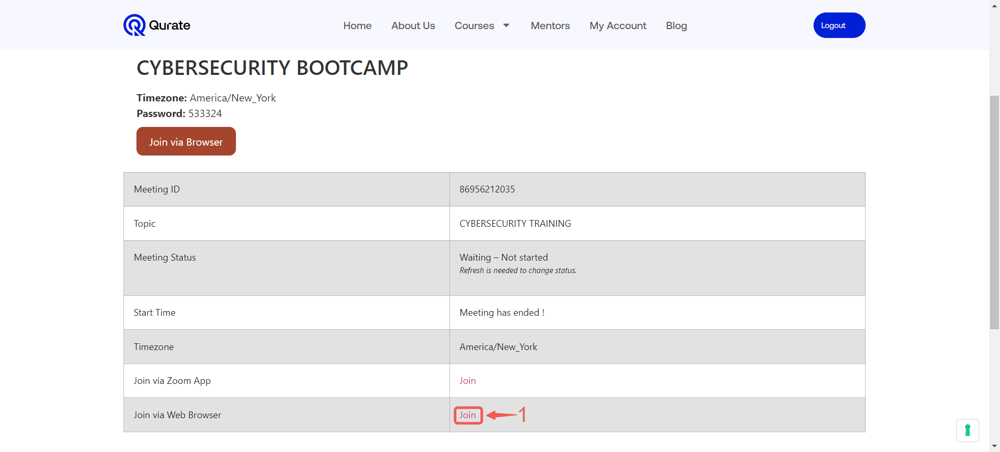 Qurate
Home About Us Courses Mentors My Account Blog
Logout
CYBERSECURITY BOOTCAMP
Timezone: America/New_York
Password: 533324
Join via Browser
Meeting ID 86956212035
Topic CYBERSECURITY TRAINING
Meeting Status Waiting – Not started
Refresh is needed to change status.
Start Time Meeting has ended !
Timezone America/New_York
Join via Zoom App Join
Join via Web Browser Join 1